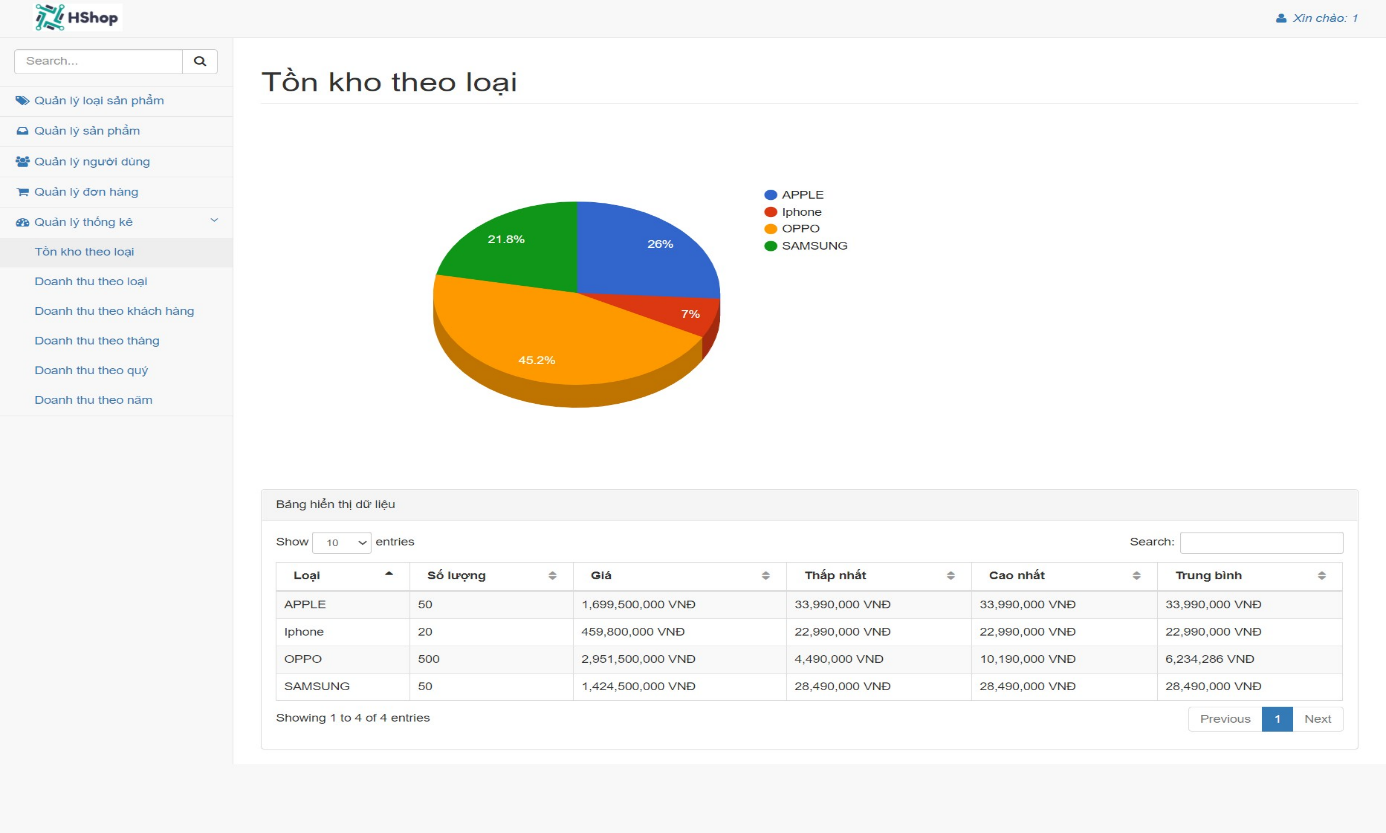 HShop
Xin chào: 1
Search...
Quản lý loại sản phẩm
Quản lý sản phẩm
Quản lý người dùng
Quản lý đơn hàng
Quản lý thống kê
Tồn kho theo loại
Doanh thu theo loại
Doanh thu theo khách hàng
Doanh thu theo tháng
Doanh thu theo quý
Doanh thu theo năm
Tồn kho theo loại
21.8%
26%
7%
45.2%
APPLE
Iphone
OPPO
SAMSUNG
Bảng hiển thị dữ liệu
Show 10 entries Search:
Loại Số lượng Giá Thấp nhất Cao nhất Trung bình
APPLE 50 1,699,500,000 VNĐ 33,990,000 VNĐ 33,990,000 VNĐ 33,990,000 VNĐ
Iphone 20 459,800,000 VNĐ 22,990,000 VNĐ 22,990,000 VNĐ 22,990,000 VNĐ
OPPO 500 2,951,500,000 VNĐ 4,490,000 VNĐ 10,190,000 VNĐ 6,234,286 VNĐ
SAMSUNG 50 1,424,500,000 VNĐ 28,490,000 VNĐ 28,490,000 VNĐ 28,490,000 VNĐ
Showing 1 to 4 of 4 entries Previous 1 Next